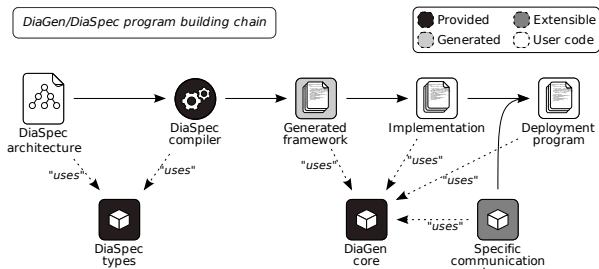 DiaGen/DiaSpec program building chain
Provided
Extensible
Generated
User code
DiaSpec
architecture
DiaSpec
compiler
Generated
framework
Implementation
Deployment
program
"uses"
"uses"
"uses"
"uses"
"uses"
"uses"
DiaSpec
types
DiaGen
core
Specific
communication